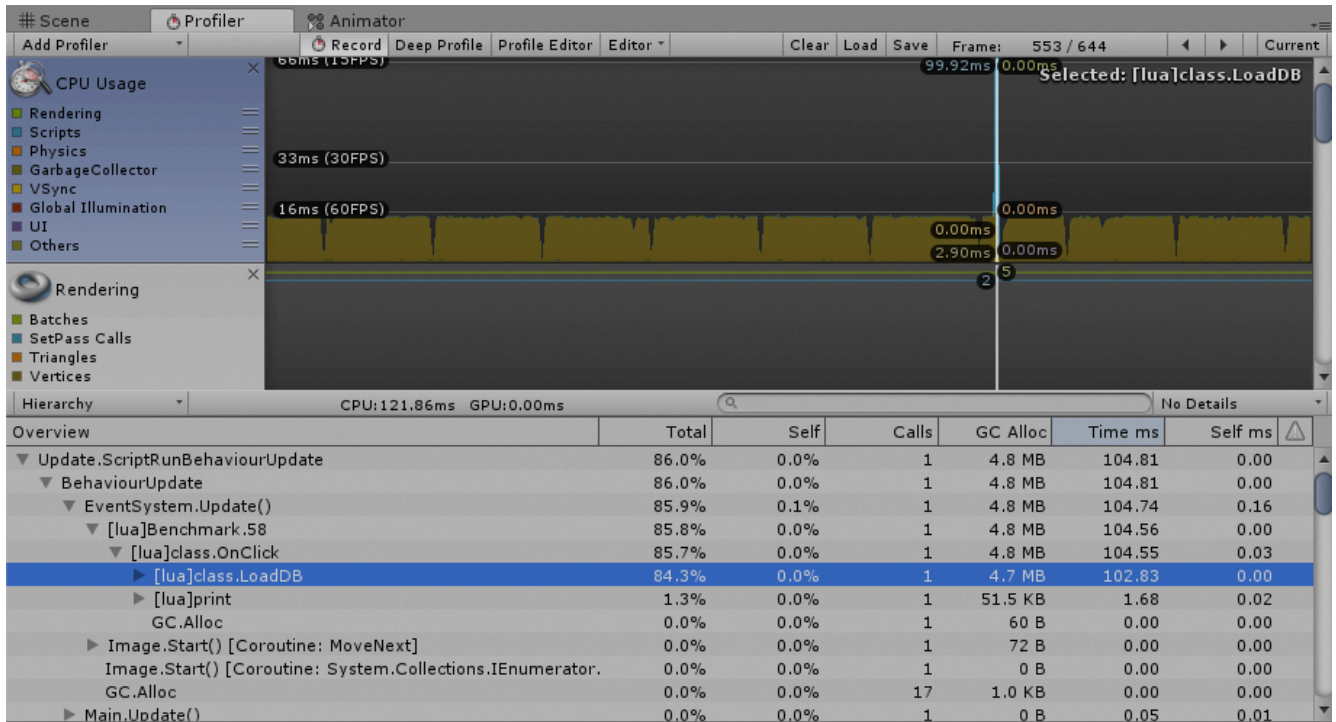 Scene Profiler Animator
Add Profiler Record Deep Profile Profile Editor Editor Clear Load Save Frame: 553 / 644 Current
CPU Usage
Rendering
Scripts
Physics
GarbageCollector
VSync
Global Illumination
UI
Others
66ms (15FPS)
33ms (30FPS)
16ms (60FPS)
99.92ms 0.00ms
Selected: [lua]class.LoadDB
0.00ms
0.00ms
2.90ms 0.00ms
Rendering
Batches
SetPass Calls
Triangles
Vertices
2 5
Hierarchy CPU:121.86ms GPU:0.00ms No Details
Overview Total Self Calls GC Alloc Time ms Self ms
Update.ScriptRunBehaviourUpdate 86.0% 0.0% 1 4.8 MB 104.81 0.00
BehaviourUpdate 86.0% 0.0% 1 4.8 MB 104.81 0.00
EventSystem.Update() 85.9% 0.1% 1 4.8 MB 104.74 0.16
[lua]Benchmark.58 85.8% 0.0% 1 4.8 MB 104.56 0.00
[lua]class.OnClick 85.7% 0.0% 1 4.8 MB 104.55 0.03
[lua]class.LoadDB 84.3% 0.0% 1 4.7 MB 102.83 0.00
[lua]print 1.3% 0.0% 1 51.5 KB 1.68 0.02
GC.Alloc 0.0% 0.0% 1 60 B 0.00 0.00
Image.Start() [Coroutine: MoveNext] 0.0% 0.0% 1 72 B 0.00 0.00
Image.Start() [Coroutine: System.Collections.IEnumerator. 0.0% 0.0% 1 0 B 0.00 0.00
GC.Alloc 0.0% 0.0% 17 1.0 KB 0.00 0.00
Main.Update() 0.0% 0.0% 1 0 B 0.05 0.01